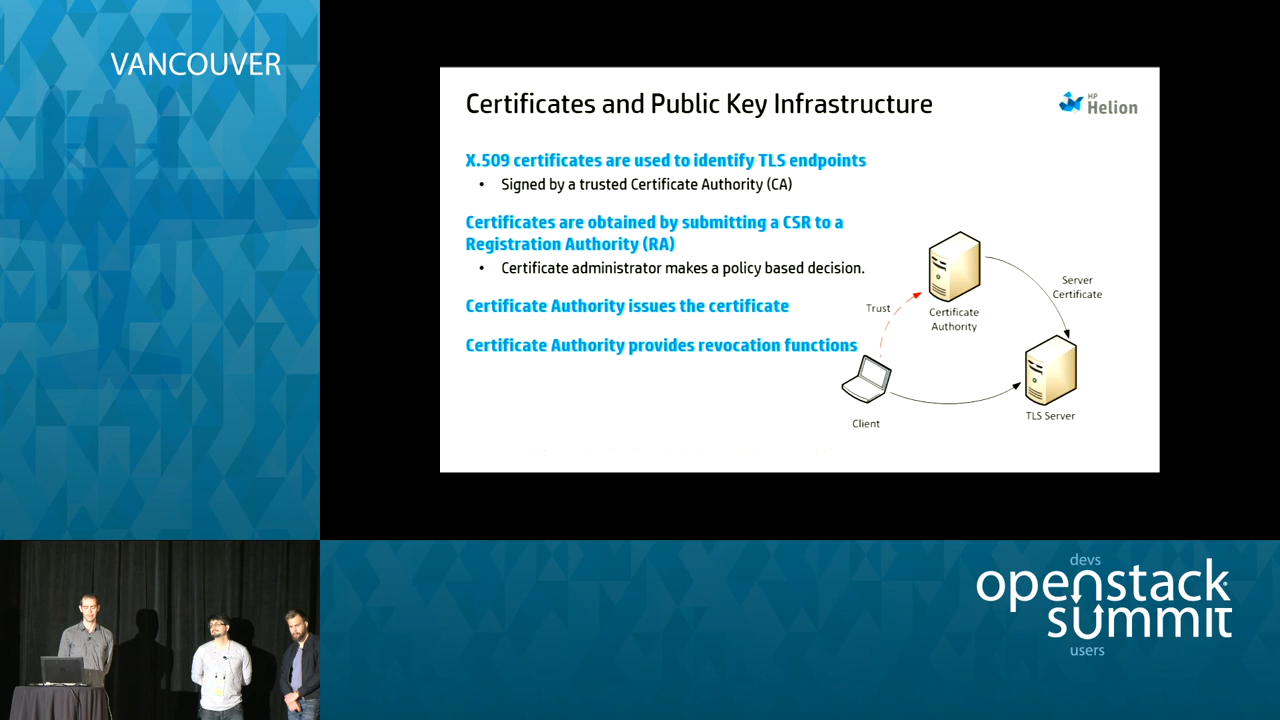 VANCOUVER
Certificates and Public Key Infrastructure
HP
Helion
X.509 certificates are used to identify TLS endpoints
• Signed by a trusted Certificate Authority (CA)
Certificates are obtained by submitting a CSR to a
Registration Authority (RA)
• Certificate administrator makes a policy based decision.
Certificate Authority issues the certificate
Certificate Authority provides revocation functions
Trust
Certificate
Authority
Server
Certificate
Client
TLS Server
devs
openstack
summit
users